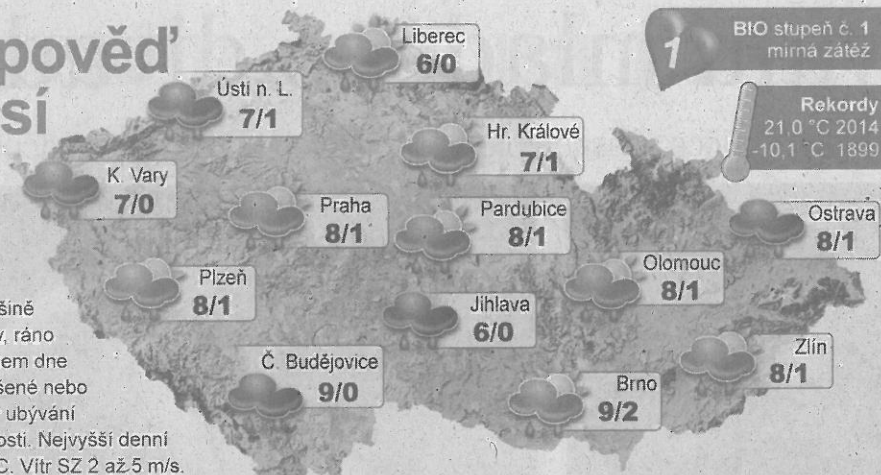 pověď
sí
šině
ráno
em dne
šené nebo
ubývání
osti. Nejvyšší denní
C. Vítr SZ 2 až 5 m/s.
Liberec
6/0
Ústí n. L.
7/1
Hr. Králové
7/1
K. Vary
7/0
Praha
8/1
Pardubice
8/1
Ostrava
8/1
Plzeň
8/1
Olomouc
8/1
Jihlava
6/0
Č. Budějovice
9/0
Brno
9/2
Zlín
8/1
1
BIO stupeň č. 1
mírná zátěž
Rekordy
21,0 °C 2014
-10,1 °C 1899